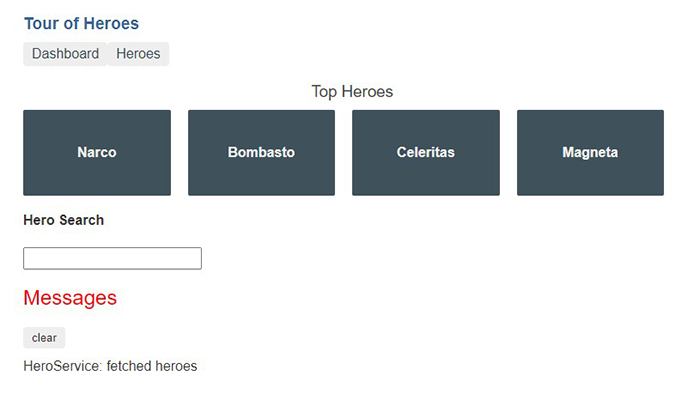 Tour of Heroes
Dashboard Heroes
Top Heroes
Narco Bombasto Celeritas Magneta
Hero Search
Messages
clear
HeroService: fetched heroes